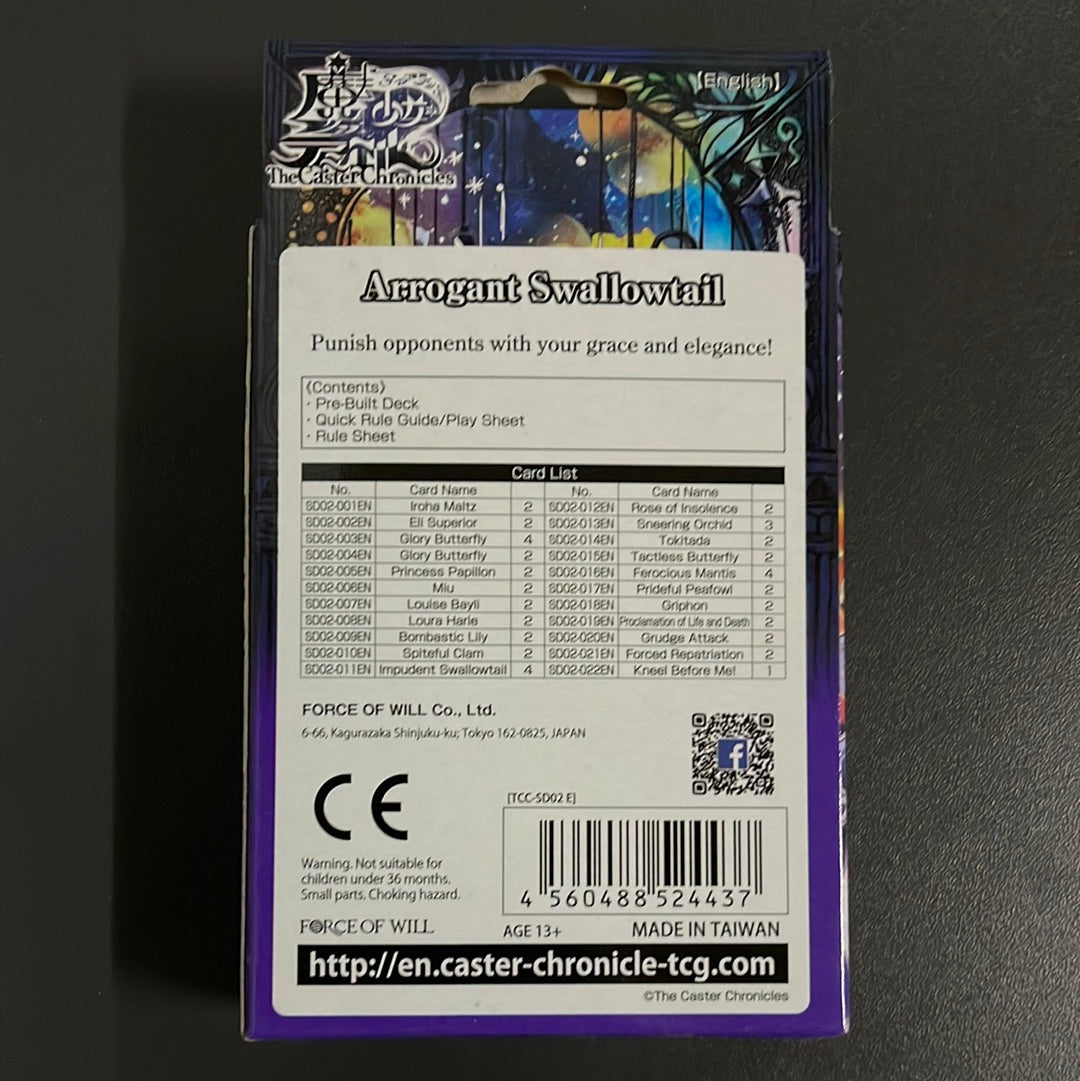 【English】
The Caster Chronicles
Arrogant Swallowtail
Punish opponents with your grace and elegance!
《Contents》
· Pre-Built Deck
· Quick Rule Guide/Play Sheet
· Rule Sheet
Card List
No. Card Name No. Card Name
SD02-001EN Iroha Maitz 2 SD02-012EN Rose of Insolence 2
SD02-002EN Eli Superior 2 SD02-013EN Sneering Orchid 3
SD02-003EN Glory Butterfly 4 SD02-014EN Tokitada 2
SD02-004EN Glory Butterfly 2 SD02-015EN Tactless Butterfly 2
SD02-005EN Princess Papillon 2 SD02-016EN Ferocious Mantis 4
SD02-006EN Miu 2 SD02-017EN Prideful Peafowl 2
SD02-007EN Louise Bayli 2 SD02-018EN Griphon 2
SD02-008EN Loura Harie 2 SD02-019EN Proclamation of Life and Death 2
SD02-009EN Bombastic Lily 2 SD02-020EN Grudge Attack 2
SD02-010EN Spiteful Clam 2 SD02-021EN Forced Repatriation 2
SD02-011EN Impudent Swallowtail 4 SD02-022EN Kneel Before Me! 1
FORCE OF WILL Co., Ltd.
6-66, Kagurazaka Shinjuku-ku; Tokyo 162-0825, JAPAN
CE
[TCC-SD02 E]
Warning. Not suitable for
children under 36 months.
Small parts. Choking hazard.
4 560488 524437
FORCE OF WILL
AGE 13+ MADE IN TAIWAN
http://en.caster-chronicle-tcg.com
©The Caster Chronicles